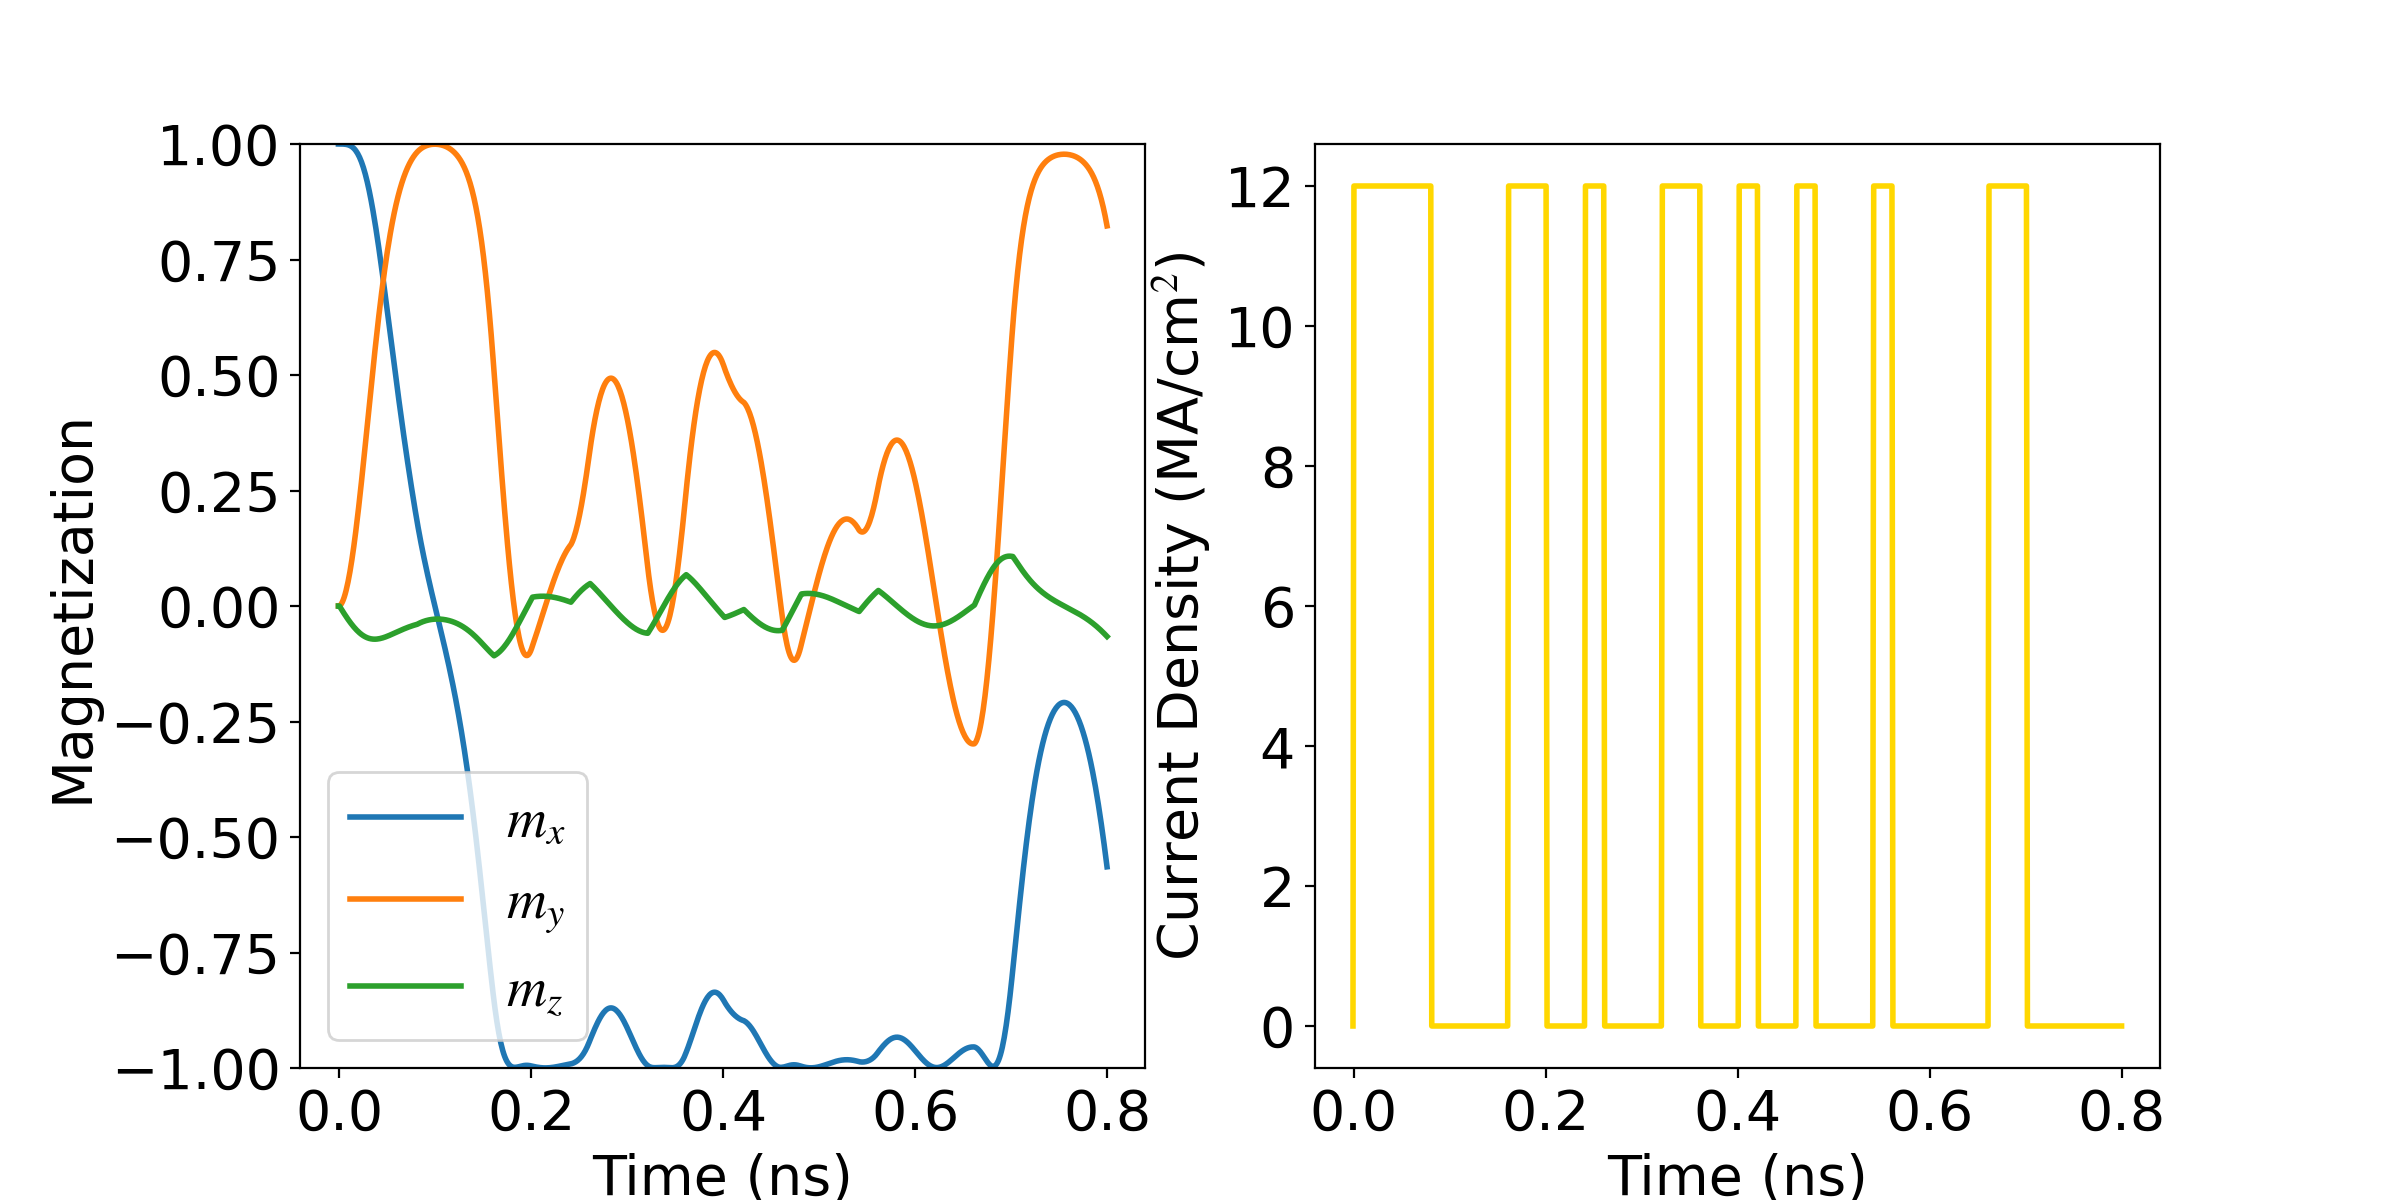 1.00
0.75
0.50
0.25
0.00
−0.25
−0.50
−0.75
−1.00
Magnetization
m_x
m_y
m_z
0.0 0.2 0.4 0.6 0.8
Time (ns)
12
10
8
6
4
2
0
Current Density (MA/cm²)
0.0 0.2 0.4 0.6 0.8
Time (ns)